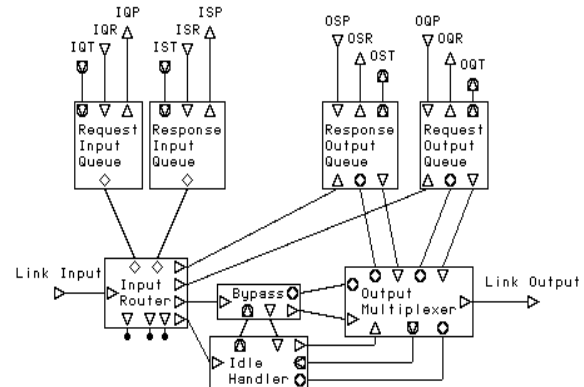 IQP
ISP
OSP
OQP
IQR
ISR
OSR
OQR
IQT
IST
OST
OQT
Request
Input
Queue
Response
Input
Queue
Response
Output
Queue
Request
Output
Queue
Link Input
Input
Router
Bypass
Output
Multiplexer
Link Output
Idle
Handler